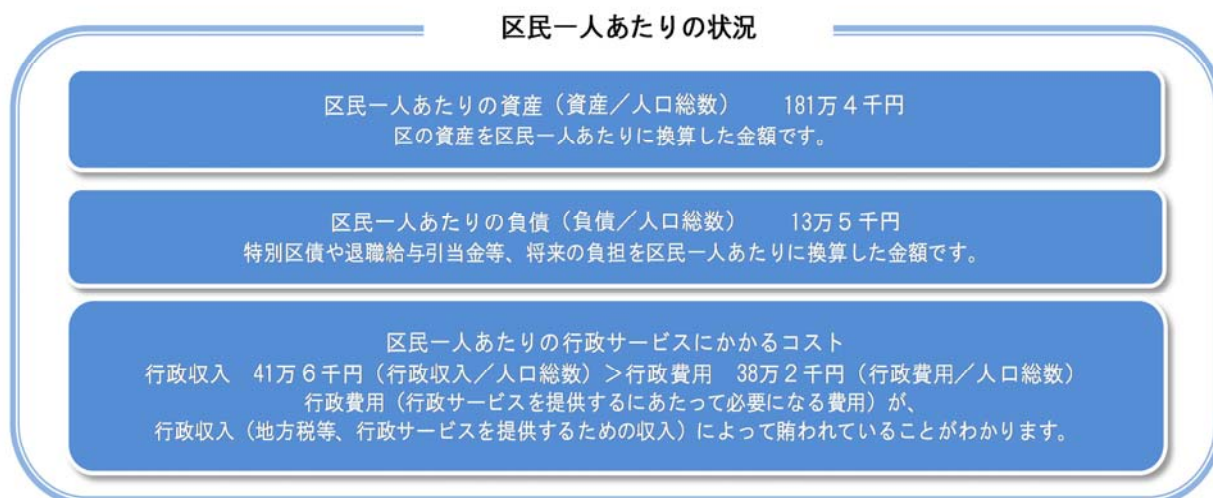 区民一人あたりの状況
区民一人あたりの資産（資産／人口総数）　　181万４千円
区の資産を区民一人あたりに換算した金額です。
区民一人あたりの負債（負債／人口総数）　　13万５千円
特別区債や退職給与引当金等、将来の負担を区民一人あたりに換算した金額です。
区民一人あたりの行政サービスにかかるコスト
行政収入　41万６千円（行政収入／人口総数）＞行政費用　38万２千円（行政費用／人口総数）
行政費用（行政サービスを提供するにあたって必要になる費用）が、
行政収入（地方税等、行政サービスを提供するための収入）によって賄われていることがわかります。